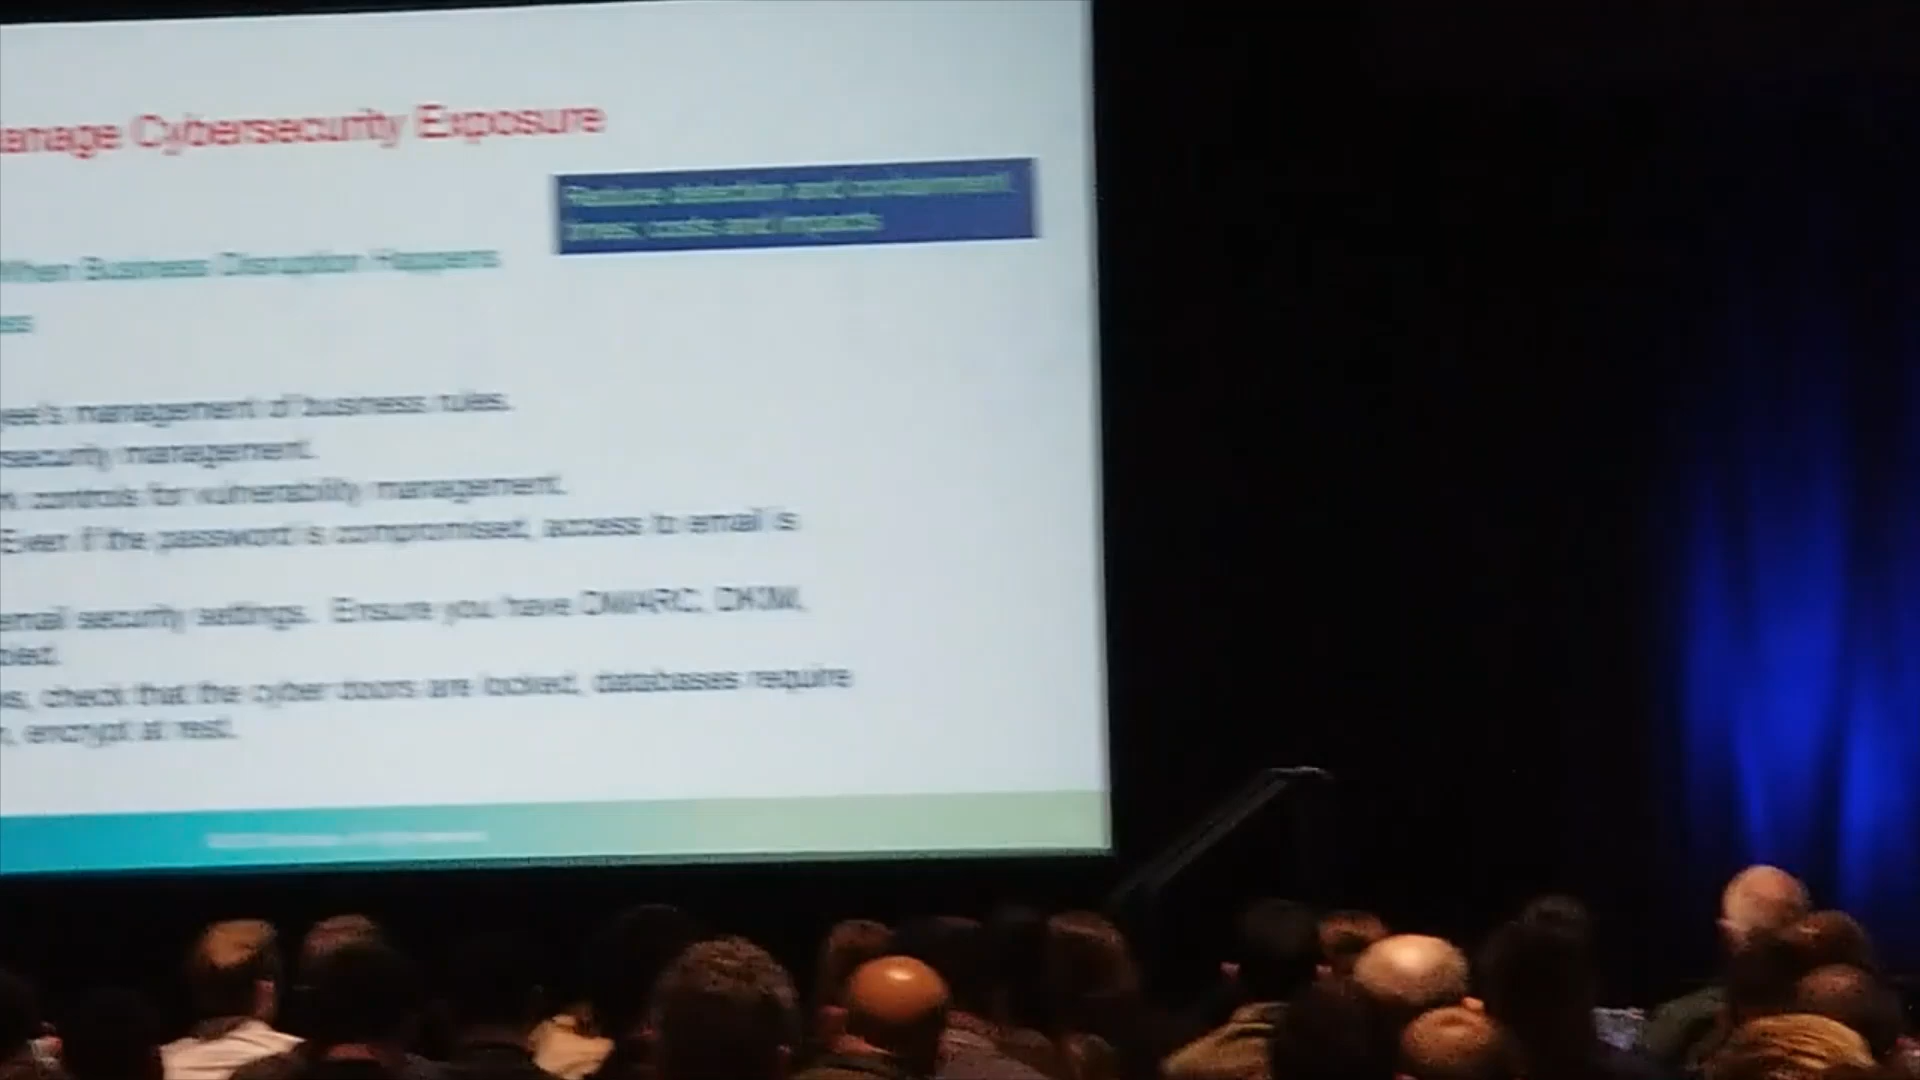 anage Cybersecurity Exposure
Reduce detection and
times, costs and impacts
When Business Disruption Happens
ss
yee's management of business rules.
security management.
controls for vulnerability management.
Even if the password is compromised, access to email is
email security settings. Ensure you have DMARC, DKIM,
s, check that the cyber doors are locked, databases require
encrypt at rest.